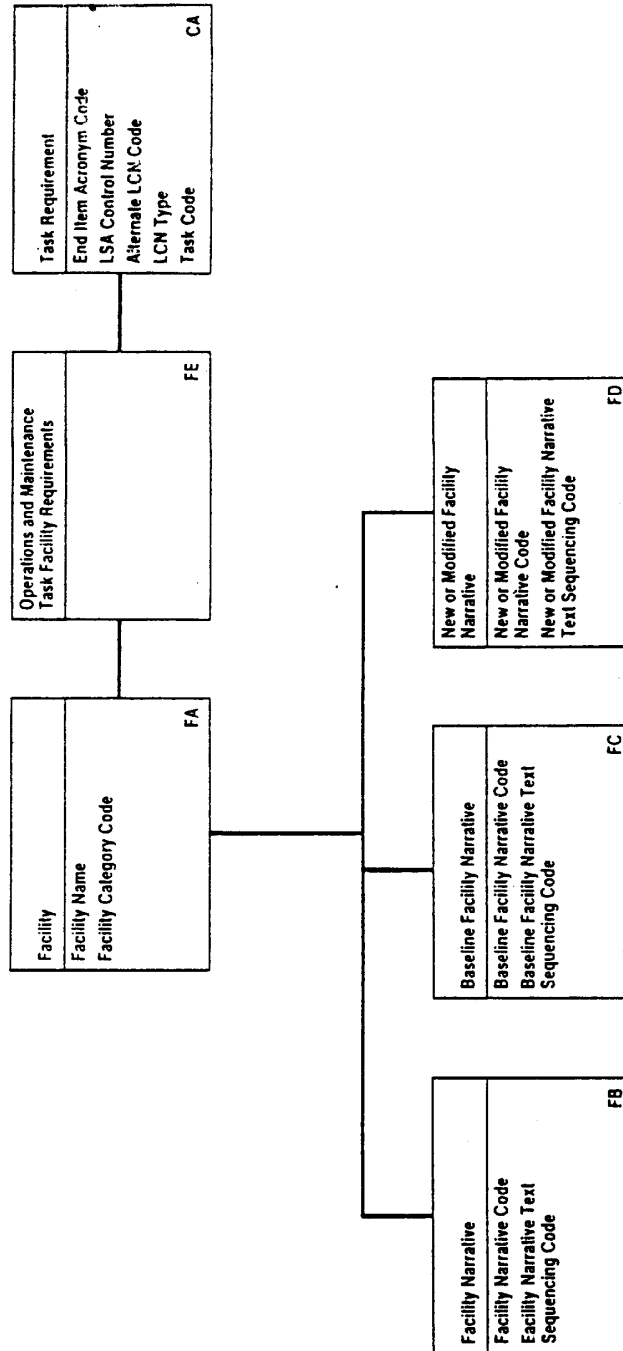 Facility
Facility Name
Facility Category Code
FA
Operations and Maintenance
Task Facility Requirements
FE
Task Requirement
End Item Acronym Code
LSA Control Number
Alternate LCN Code
LCN Type
Task Code
CA
Facility Narrative
Facility Narrative Code
Facility Narrative Text
Sequencing Code
FB
Baseline Facility Narrative
Baseline Facility Narrative Code
Baseline Facility Narrative Text
Sequencing Code
FC
New or Modified Facility
Narrative
New or Modified Facility
Narrative Code
New or Modified Facility Narrative
Text Sequencing Code
FD